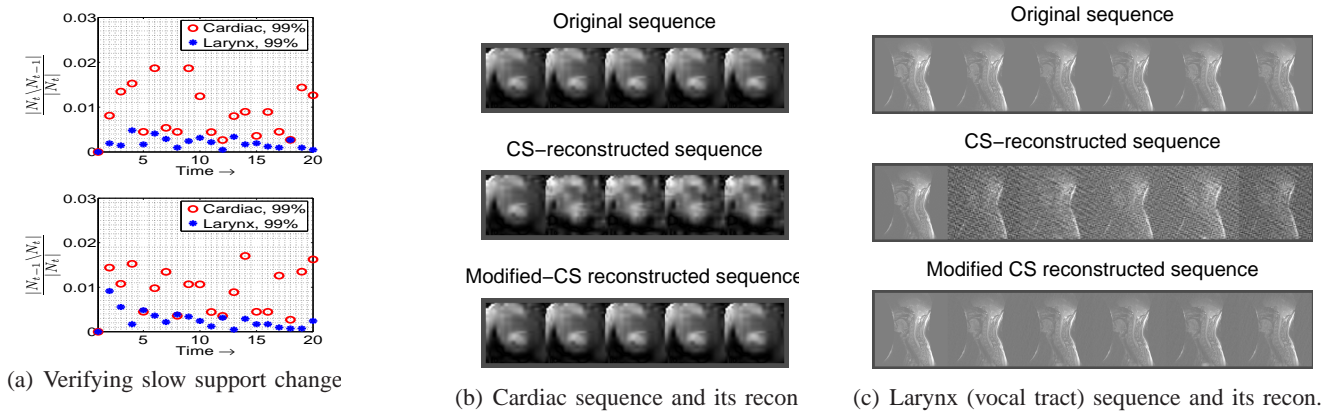 0.03
0.02
0.01
0
|N_t \ N_{t−1}|
|N_t|
Cardiac, 99%
Larynx, 99%
5 10 15 20
Time →
0.03
0.02
0.01
0
|N_{t−1} \ N_t|
|N_t|
Cardiac, 99%
Larynx, 99%
5 10 15 20
Time →
(a) Verifying slow support change
Original sequence
CS−reconstructed sequence
Modified−CS reconstructed sequence
(b) Cardiac sequence and its recon
Original sequence
CS−reconstructed sequence
Modified CS reconstructed sequence
(c) Larynx (vocal tract) sequence and its recon.